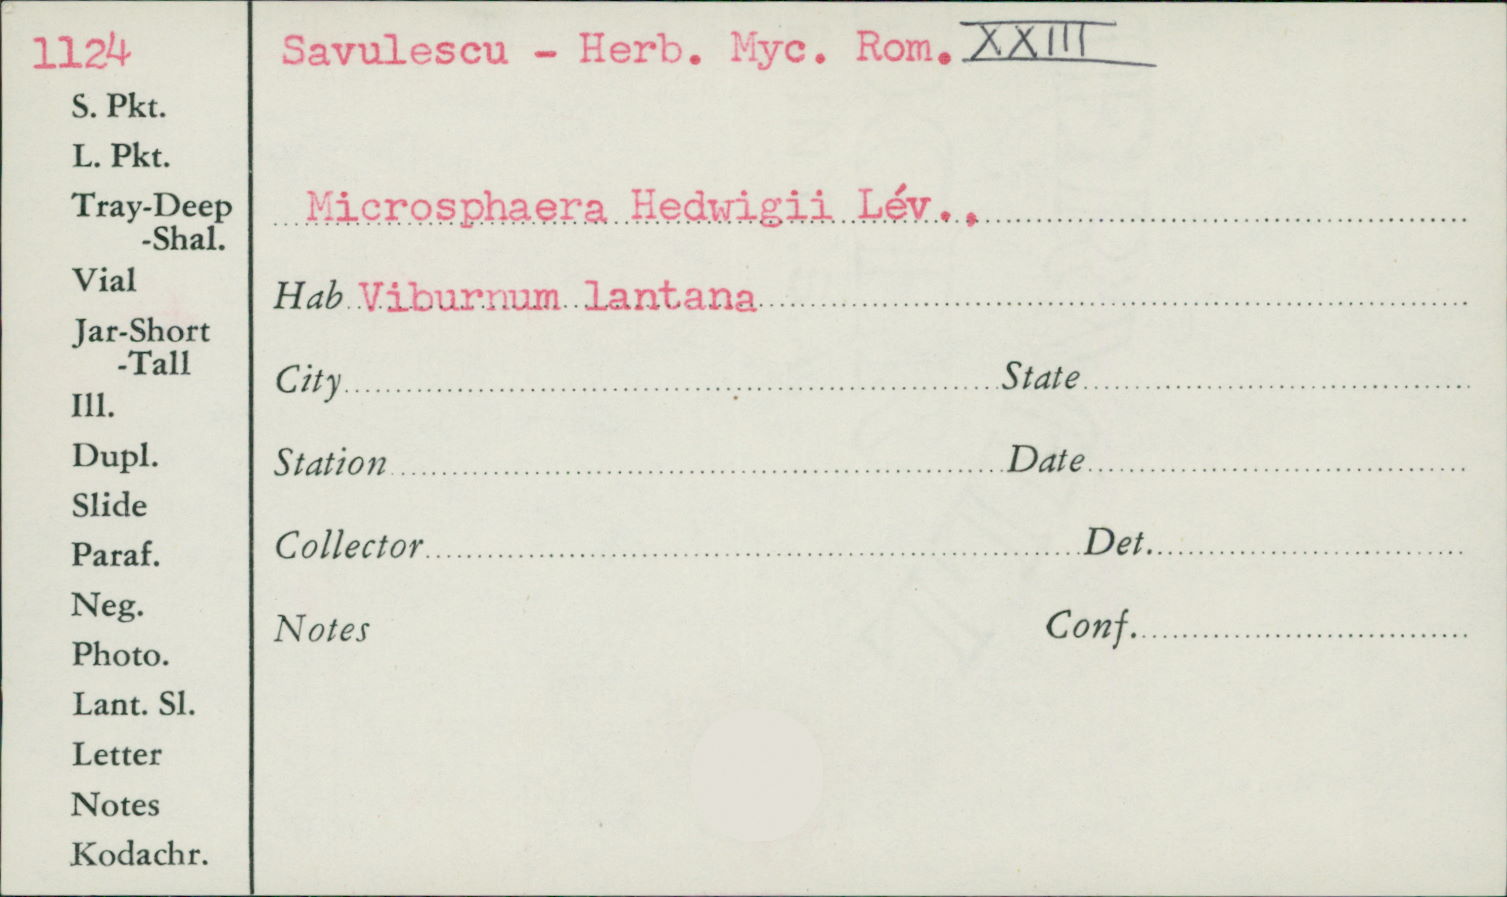 1124
Savulescu - Herb. Myc. Rom. XXIII
S. Pkt.
L. Pkt.
Tray-Deep
-Shal.
Vial
Jar-Short
-Tall
Ill.
Dupl.
Slide
Paraf.
Neg.
Photo.
Lant. Sl.
Letter
Notes
Kodachr.
Microsphaera Hedwigii Lév..,
Hab Viburnum lantana
City State
Station Date
Collector Det.
Notes Conf.